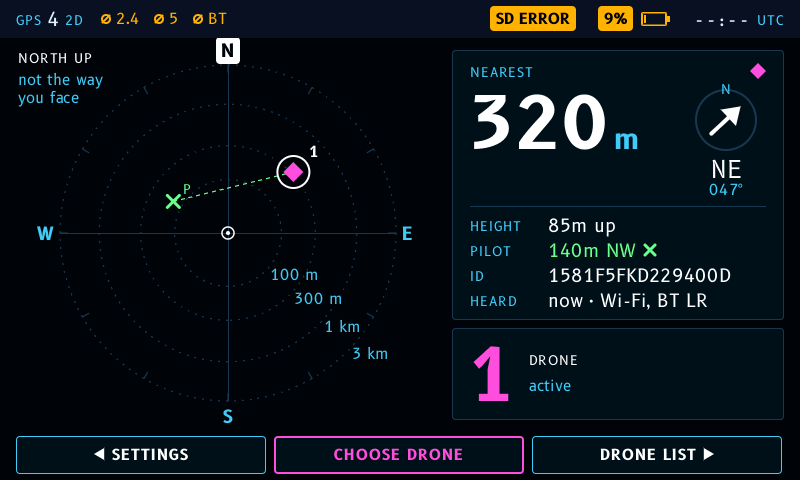 GPS 4 2D 2.4 5 BT SD ERROR 9% --:-- UTC
NORTH UP
not the way
you face
N
1
P
W
E
100 m
300 m
1 km
3 km
S
NEAREST
320 m
N
NE
047°
HEIGHT 85m up
PILOT 140m NW
ID 1581F5FKD229400D
HEARD now · Wi-Fi, BT LR
1
DRONE
active
◀ SETTINGS
CHOOSE DRONE
DRONE LIST ▶